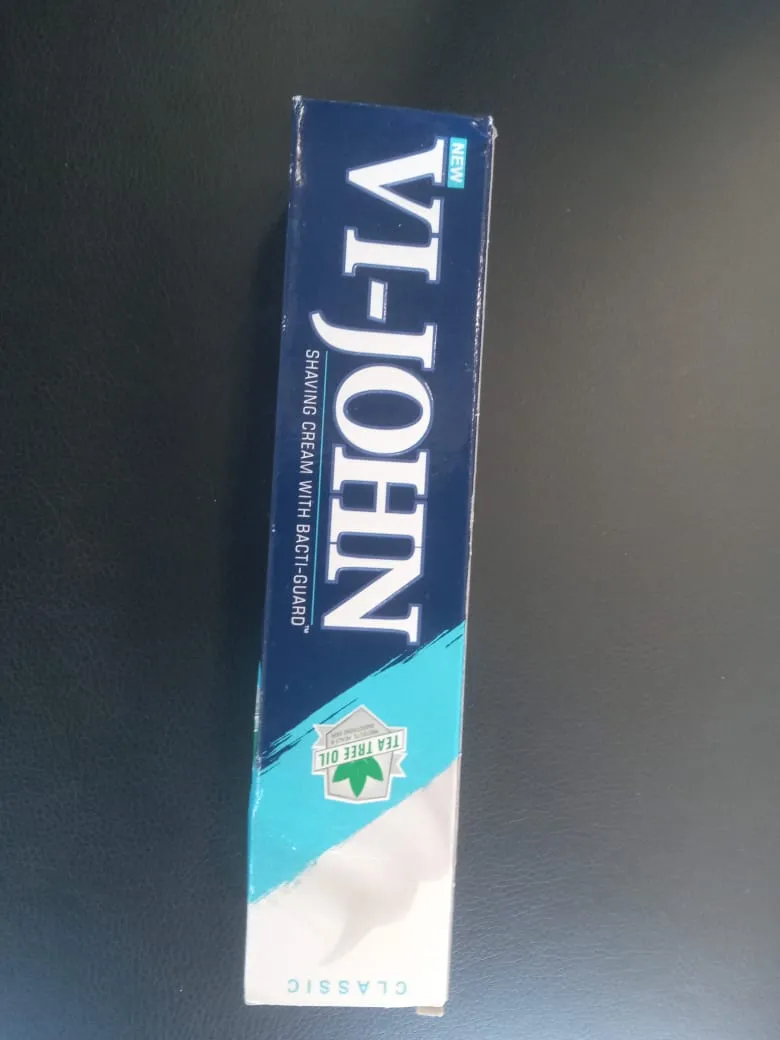 NEW
VI-JOHN
SHAVING CREAM WITH BACTI-GUARD™
TEA TREE OIL
CLASSIC